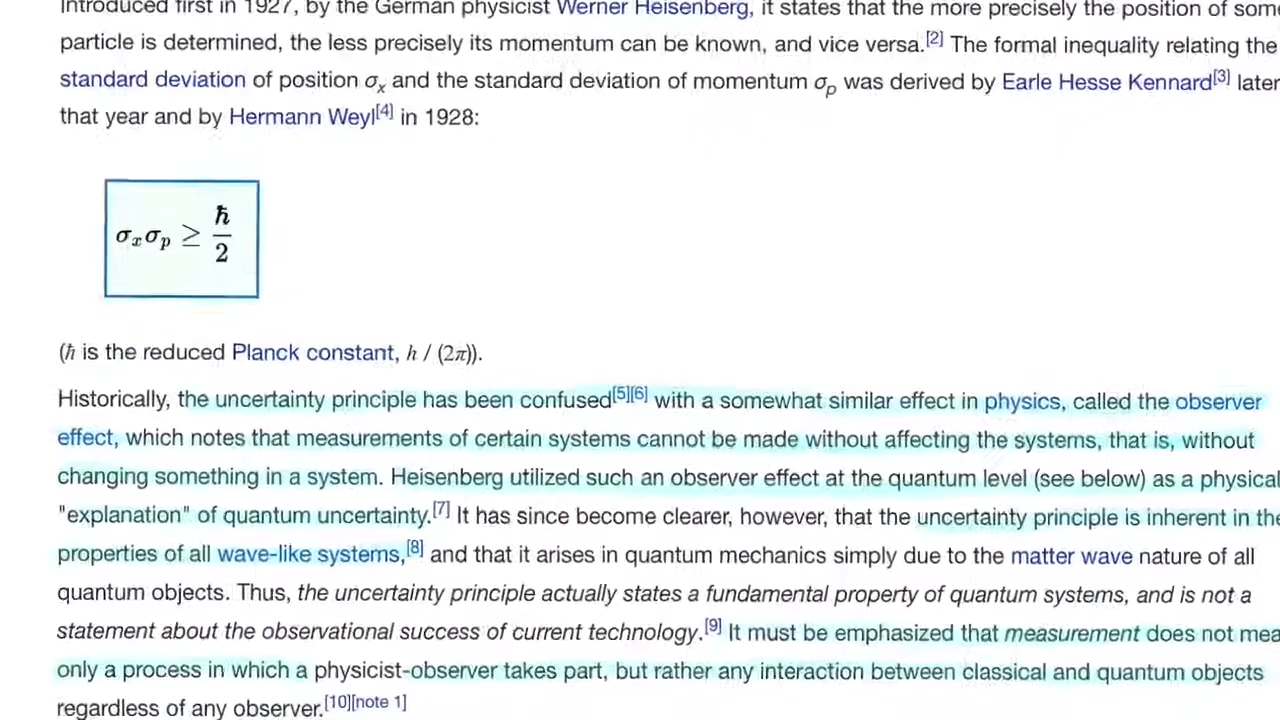 Introduced first in 1927, by the German physicist Werner Heisenberg, it states that the more precisely the position of some
particle is determined, the less precisely its momentum can be known, and vice versa.[2] The formal inequality relating the
standard deviation of position σx and the standard deviation of momentum σp was derived by Earle Hesse Kennard[3] later
that year and by Hermann Weyl[4] in 1928:
σxσp ≥ ħ/2
(ħ is the reduced Planck constant, h / (2π)).
Historically, the uncertainty principle has been confused[5][6] with a somewhat similar effect in physics, called the observer
effect, which notes that measurements of certain systems cannot be made without affecting the systems, that is, without
changing something in a system. Heisenberg utilized such an observer effect at the quantum level (see below) as a physical
"explanation" of quantum uncertainty.[7] It has since become clearer, however, that the uncertainty principle is inherent in the
properties of all wave-like systems,[8] and that it arises in quantum mechanics simply due to the matter wave nature of all
quantum objects. Thus, the uncertainty principle actually states a fundamental property of quantum systems, and is not a
statement about the observational success of current technology.[9] It must be emphasized that measurement does not mea
only a process in which a physicist-observer takes part, but rather any interaction between classical and quantum objects
regardless of any observer.[10][note 1]